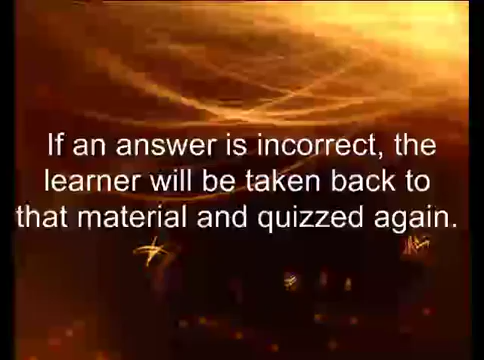 If an answer is incorrect, the
learner will be taken back to
that material and quizzed again.